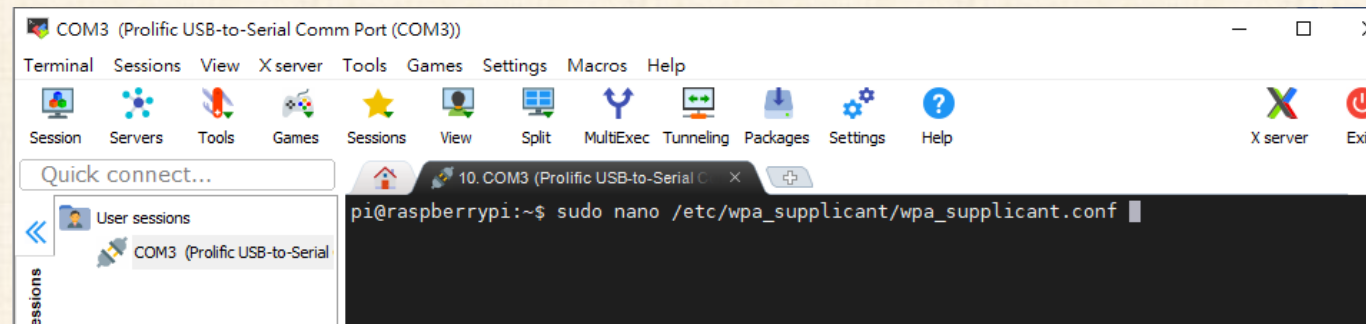 COM3 (Prolific USB-to-Serial Comm Port (COM3))
Terminal Sessions View X server Tools Games Settings Macros Help
Session Servers Tools Games Sessions View Split MultiExec Tunneling Packages Settings Help X server Exi
Quick connect...
10. COM3 (Prolific USB-to-Serial C
User sessions
COM3 (Prolific USB-to-Serial
pi@raspberrypi:~$ sudo nano /etc/wpa_supplicant/wpa_supplicant.conf
essions